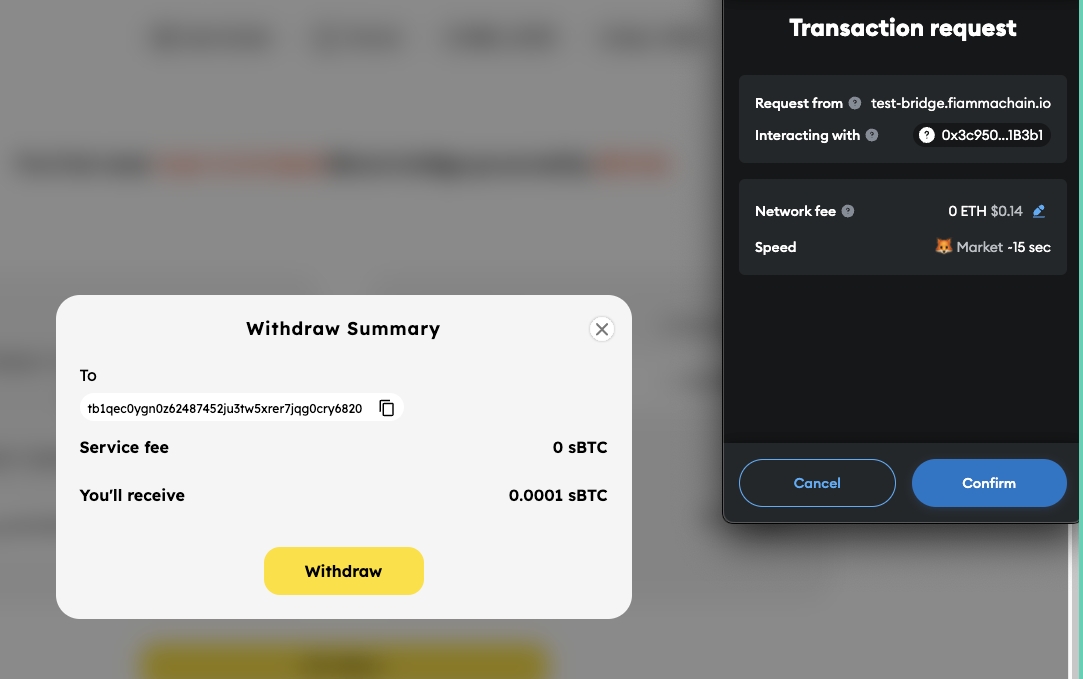 Transaction request
Request from ? test-bridge.fiammachain.io
Interacting with ? ? 0x3c950...1B3b1
Network fee ? 0 ETH $0.14
Speed 🦊 Market ~15 sec
Cancel Confirm
Withdraw Summary
To
tb1qec0ygn0z62487452ju3tw5xrer7jqg0cry6820
Service fee 0 sBTC
You'll receive 0.0001 sBTC
Withdraw